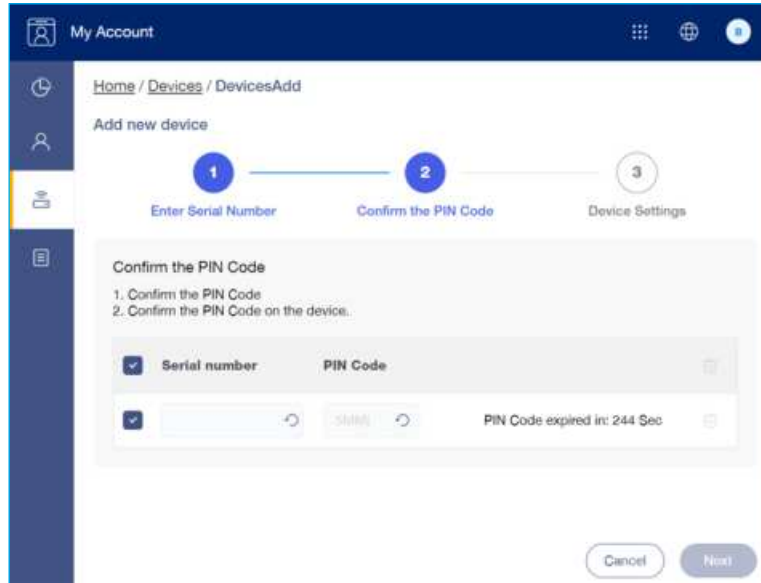 My Account
B
Home / Devices / DevicesAdd
Add new device
1
2
3
Enter Serial Number
Confirm the PIN Code
Device Settings
Confirm the PIN Code
1. Confirm the PIN Code
2. Confirm the PIN Code on the device.
Serial number PIN Code
PIN Code expired in: 244 Sec
Cancel
Next